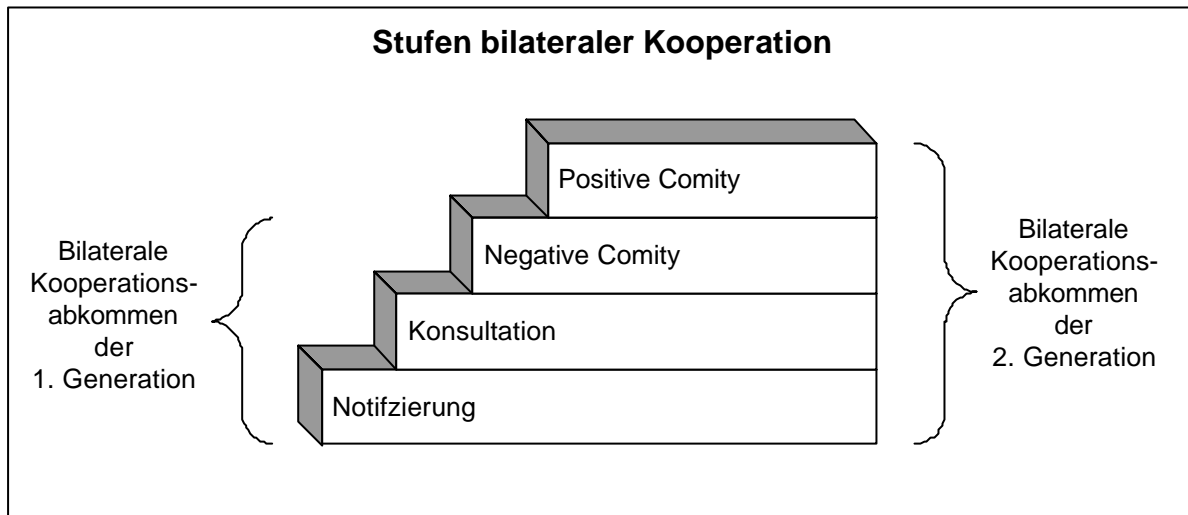 Stufen bilateraler Kooperation
Positive Comity
Negative Comity
Konsultation
Notifzierung
Bilaterale
Kooperations-
abkommen
der
1. Generation
Bilaterale
Kooperations-
abkommen
der
2. Generation